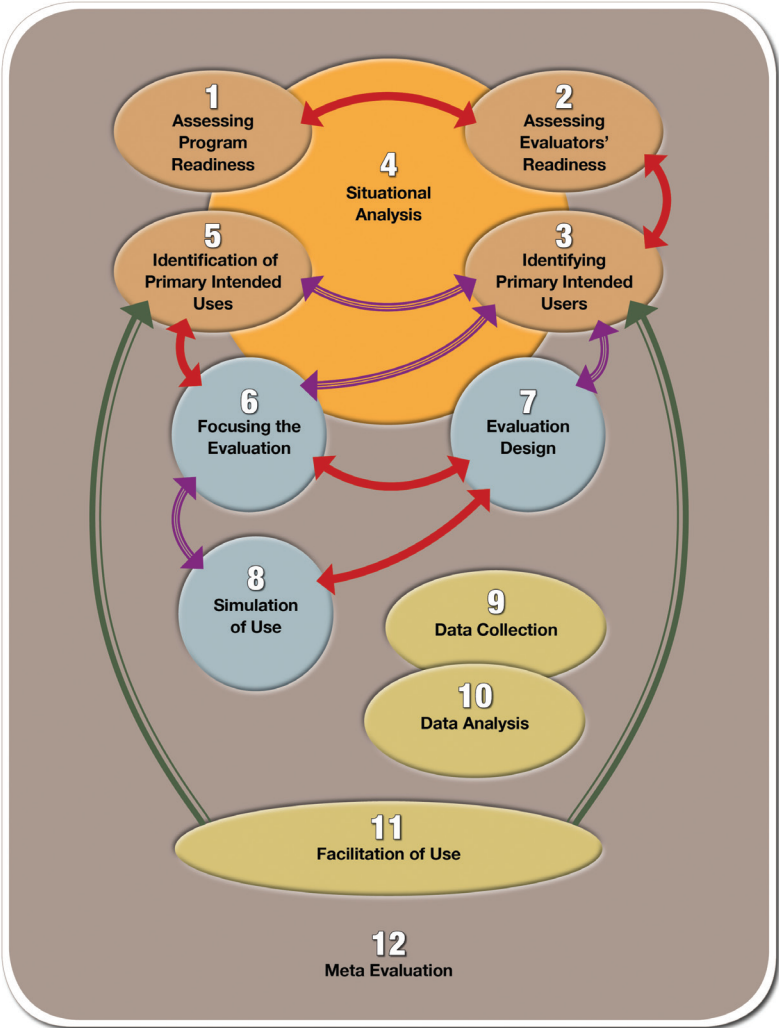 1
Assessing
Program
Readiness
2
Assessing
Evaluators’
Readiness
4
Situational
Analysis
5
Identification of
Primary Intended
Uses
3
Identifying
Primary Intended
Users
6
Focusing the
Evaluation
7
Evaluation
Design
8
Simulation
of Use
9
Data Collection
10
Data Analysis
11
Facilitation of Use
12
Meta Evaluation